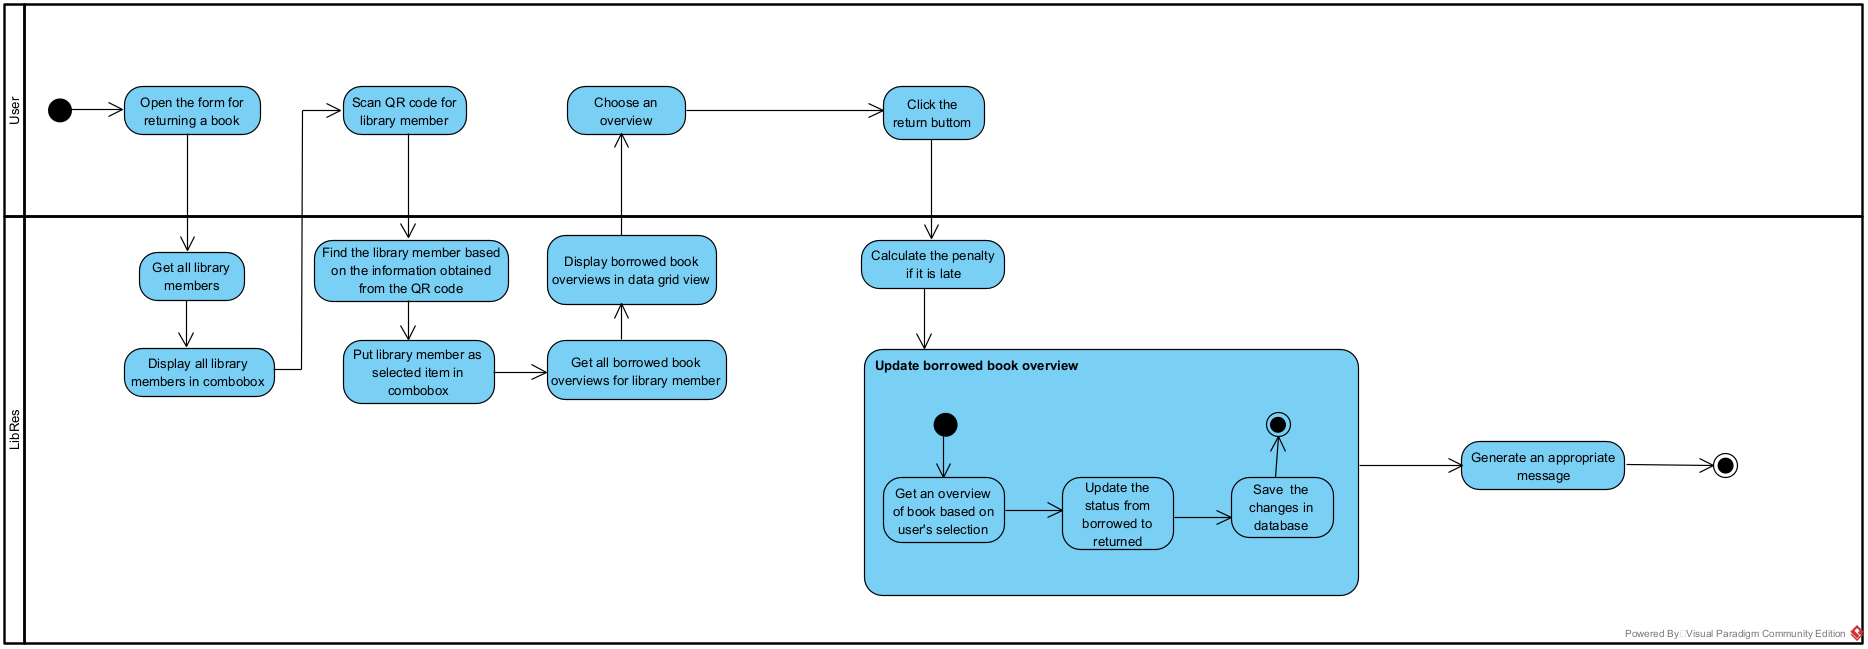 User
Open the form for
returning a book
Scan QR code for
library member
Choose an
overview
Click the
return buttom
LibRes
Get all library
members
Display all library
members in combobox
Find the library member based
on the information obtained
from the QR code
Put library member as
selected item in
combobox
Display borrowed book
overviews in data grid view
Get all borrowed book
overviews for library member
Calculate the penalty
if it is late
Update borrowed book overview
Get an overview
of book based on
user's selection
Update the
status from
borrowed to
returned
Save the
changes in
database
Generate an appropriate
message
Powered By Visual Paradigm Community Edition